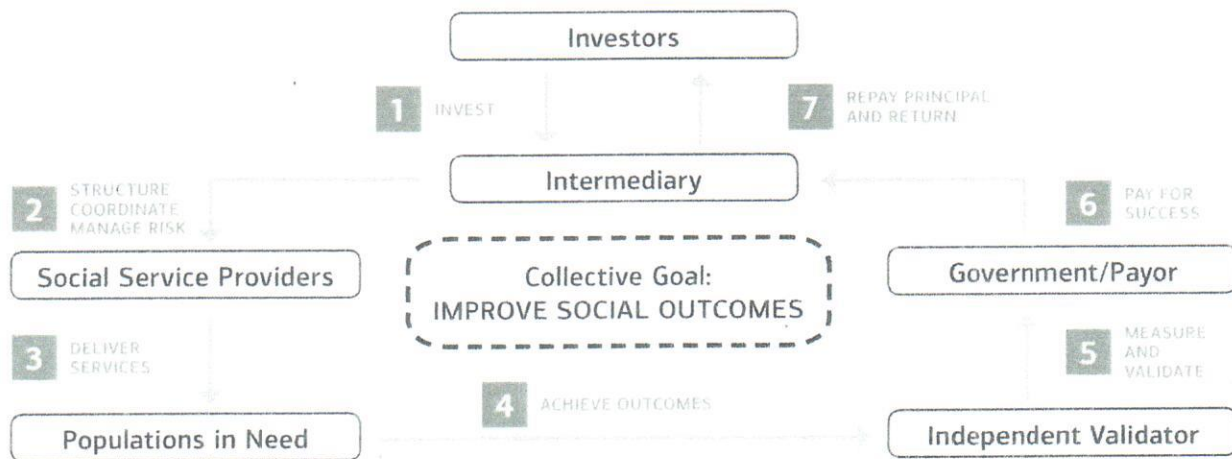 Investors
1
INVEST
7
REPAY PRINCIPAL
AND RETURN
Intermediary
2
STRUCTURE
COORDINATE
MANAGE RISK
6
PAY FOR
SUCCESS
Social Service Providers
Collective Goal:
IMPROVE SOCIAL OUTCOMES
Government/Payor
3
DELIVER
SERVICES
5
MEASURE
AND
VALIDATE
4
ACHIEVE OUTCOMES
Populations in Need
Independent Validator